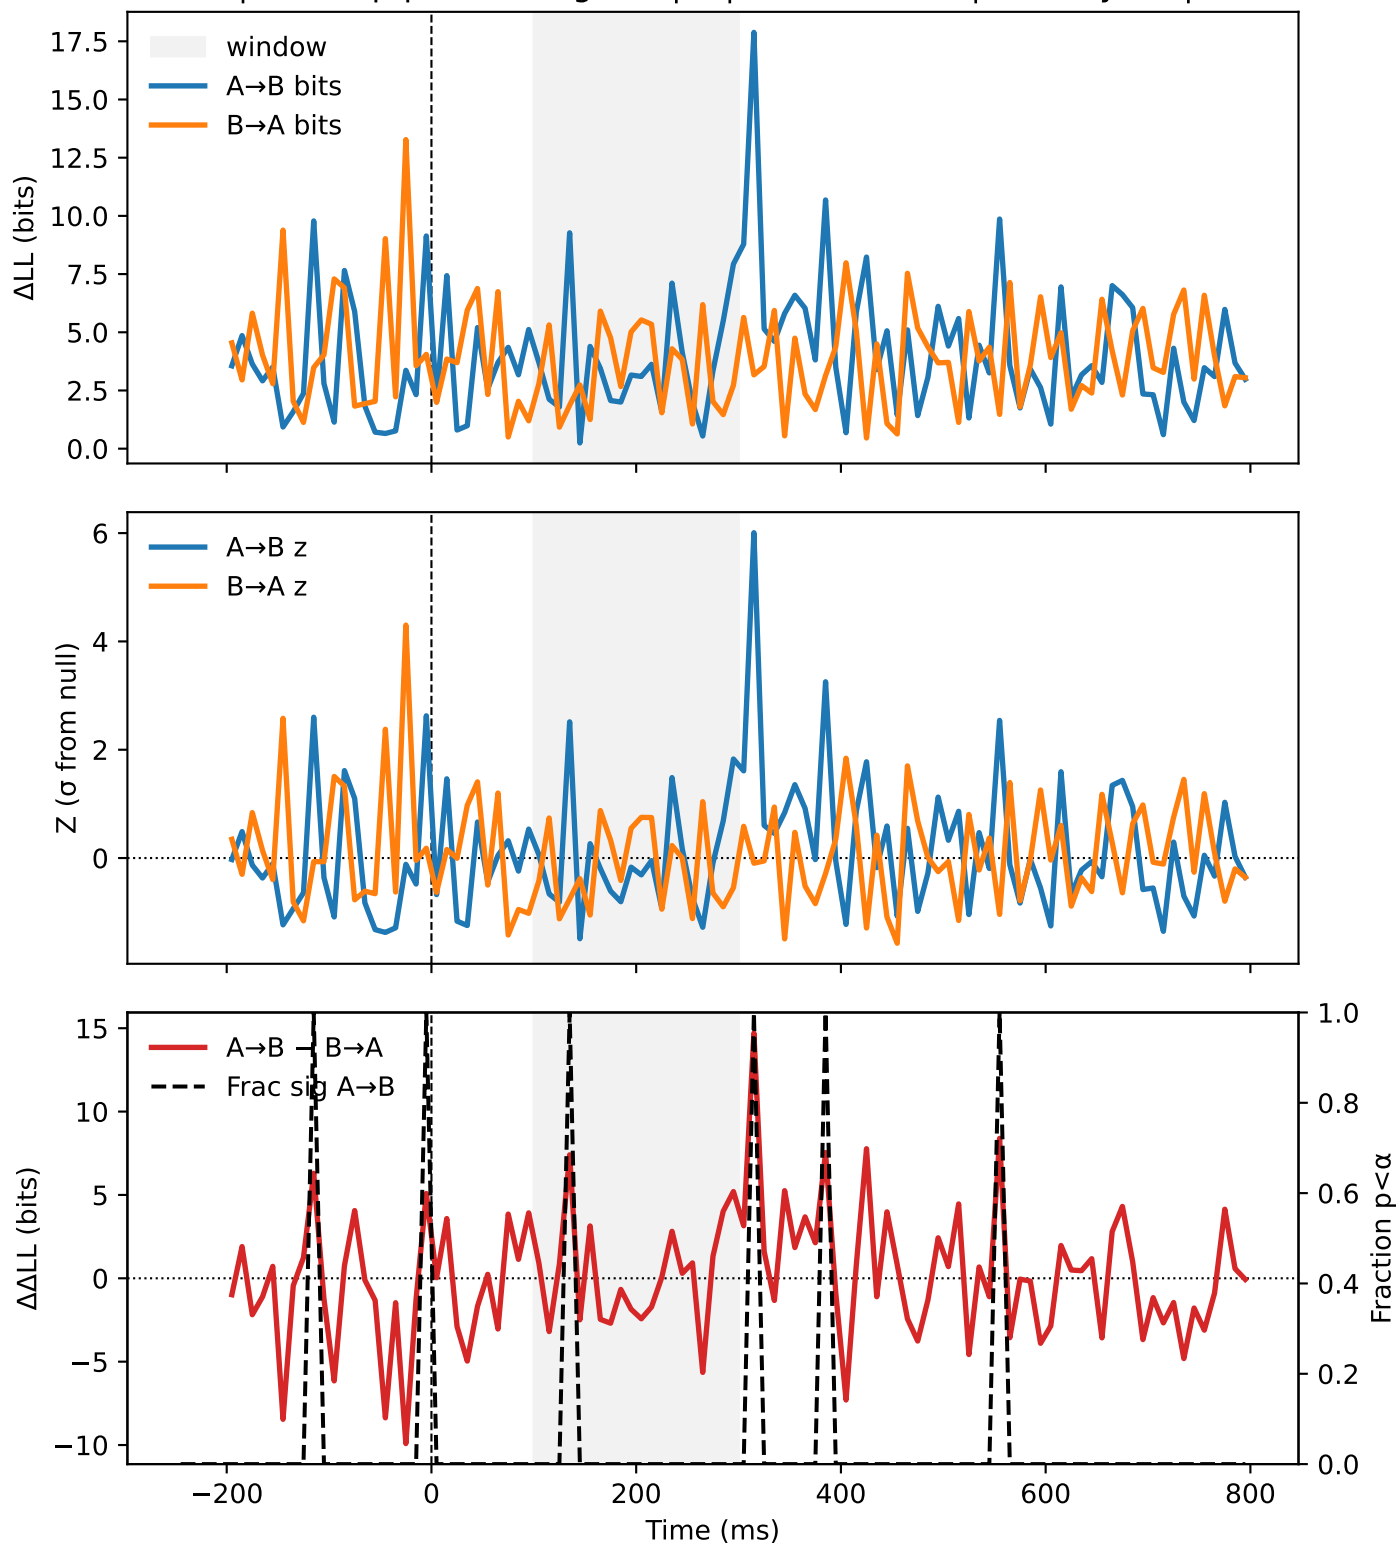 window
A→B bits
B→A bits
17.5
15.0
12.5
10.0
7.5
5.0
2.5
0.0
ΔLL (bits)
A→B z
B→A z
6
4
2
0
Z (σ from null)
A→B − B→A
Frac sig A→B
15
10
5
0
−5
−10
ΔΔLL (bits)
1.0
0.8
0.6
0.4
0.2
0.0
Fraction p<α
−200
0
200
400
600
800
Time (ms)